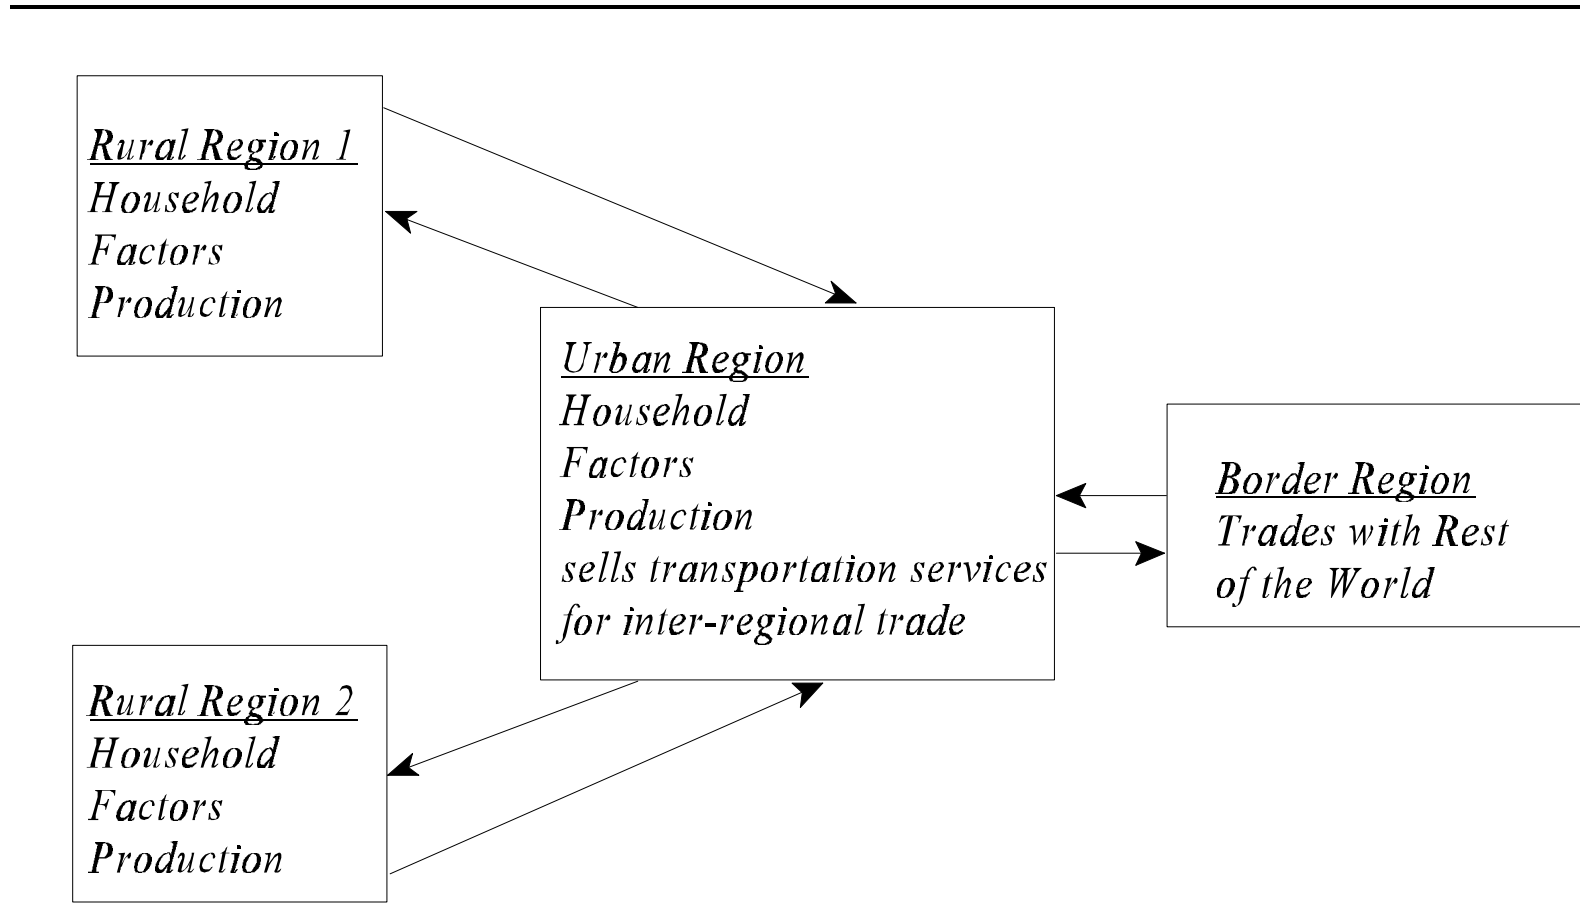 Rural Region 1
Household
Factors
Production
Urban Region
Household
Factors
Production
sells transportation services
for inter-regional trade
Border Region
Trades with Rest
of the World
Rural Region 2
Household
Factors
Production